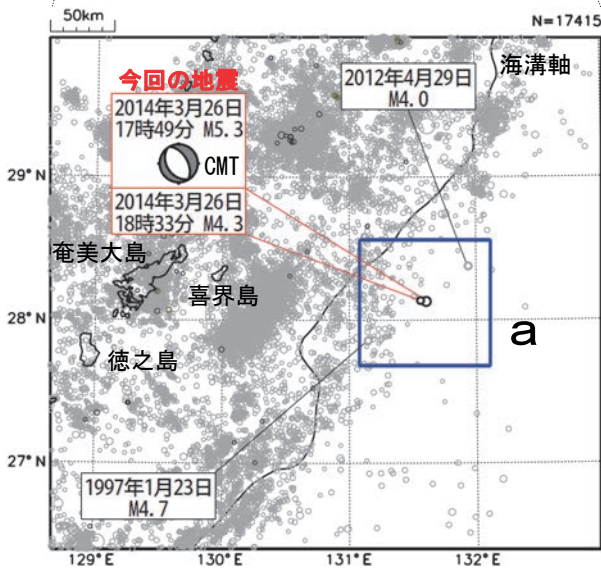 50km
N=17415
海溝軸
今回の地震
2014年3月26日
17時49分 M5.3
CMT
2014年3月26日
18時33分 M4.3
2012年4月29日
M4.0
29°N
奄美大島
喜界島
28°N
a
徳之島
27°N
1997年1月23日
M4.7
129°E
130°E
131°E
132°E